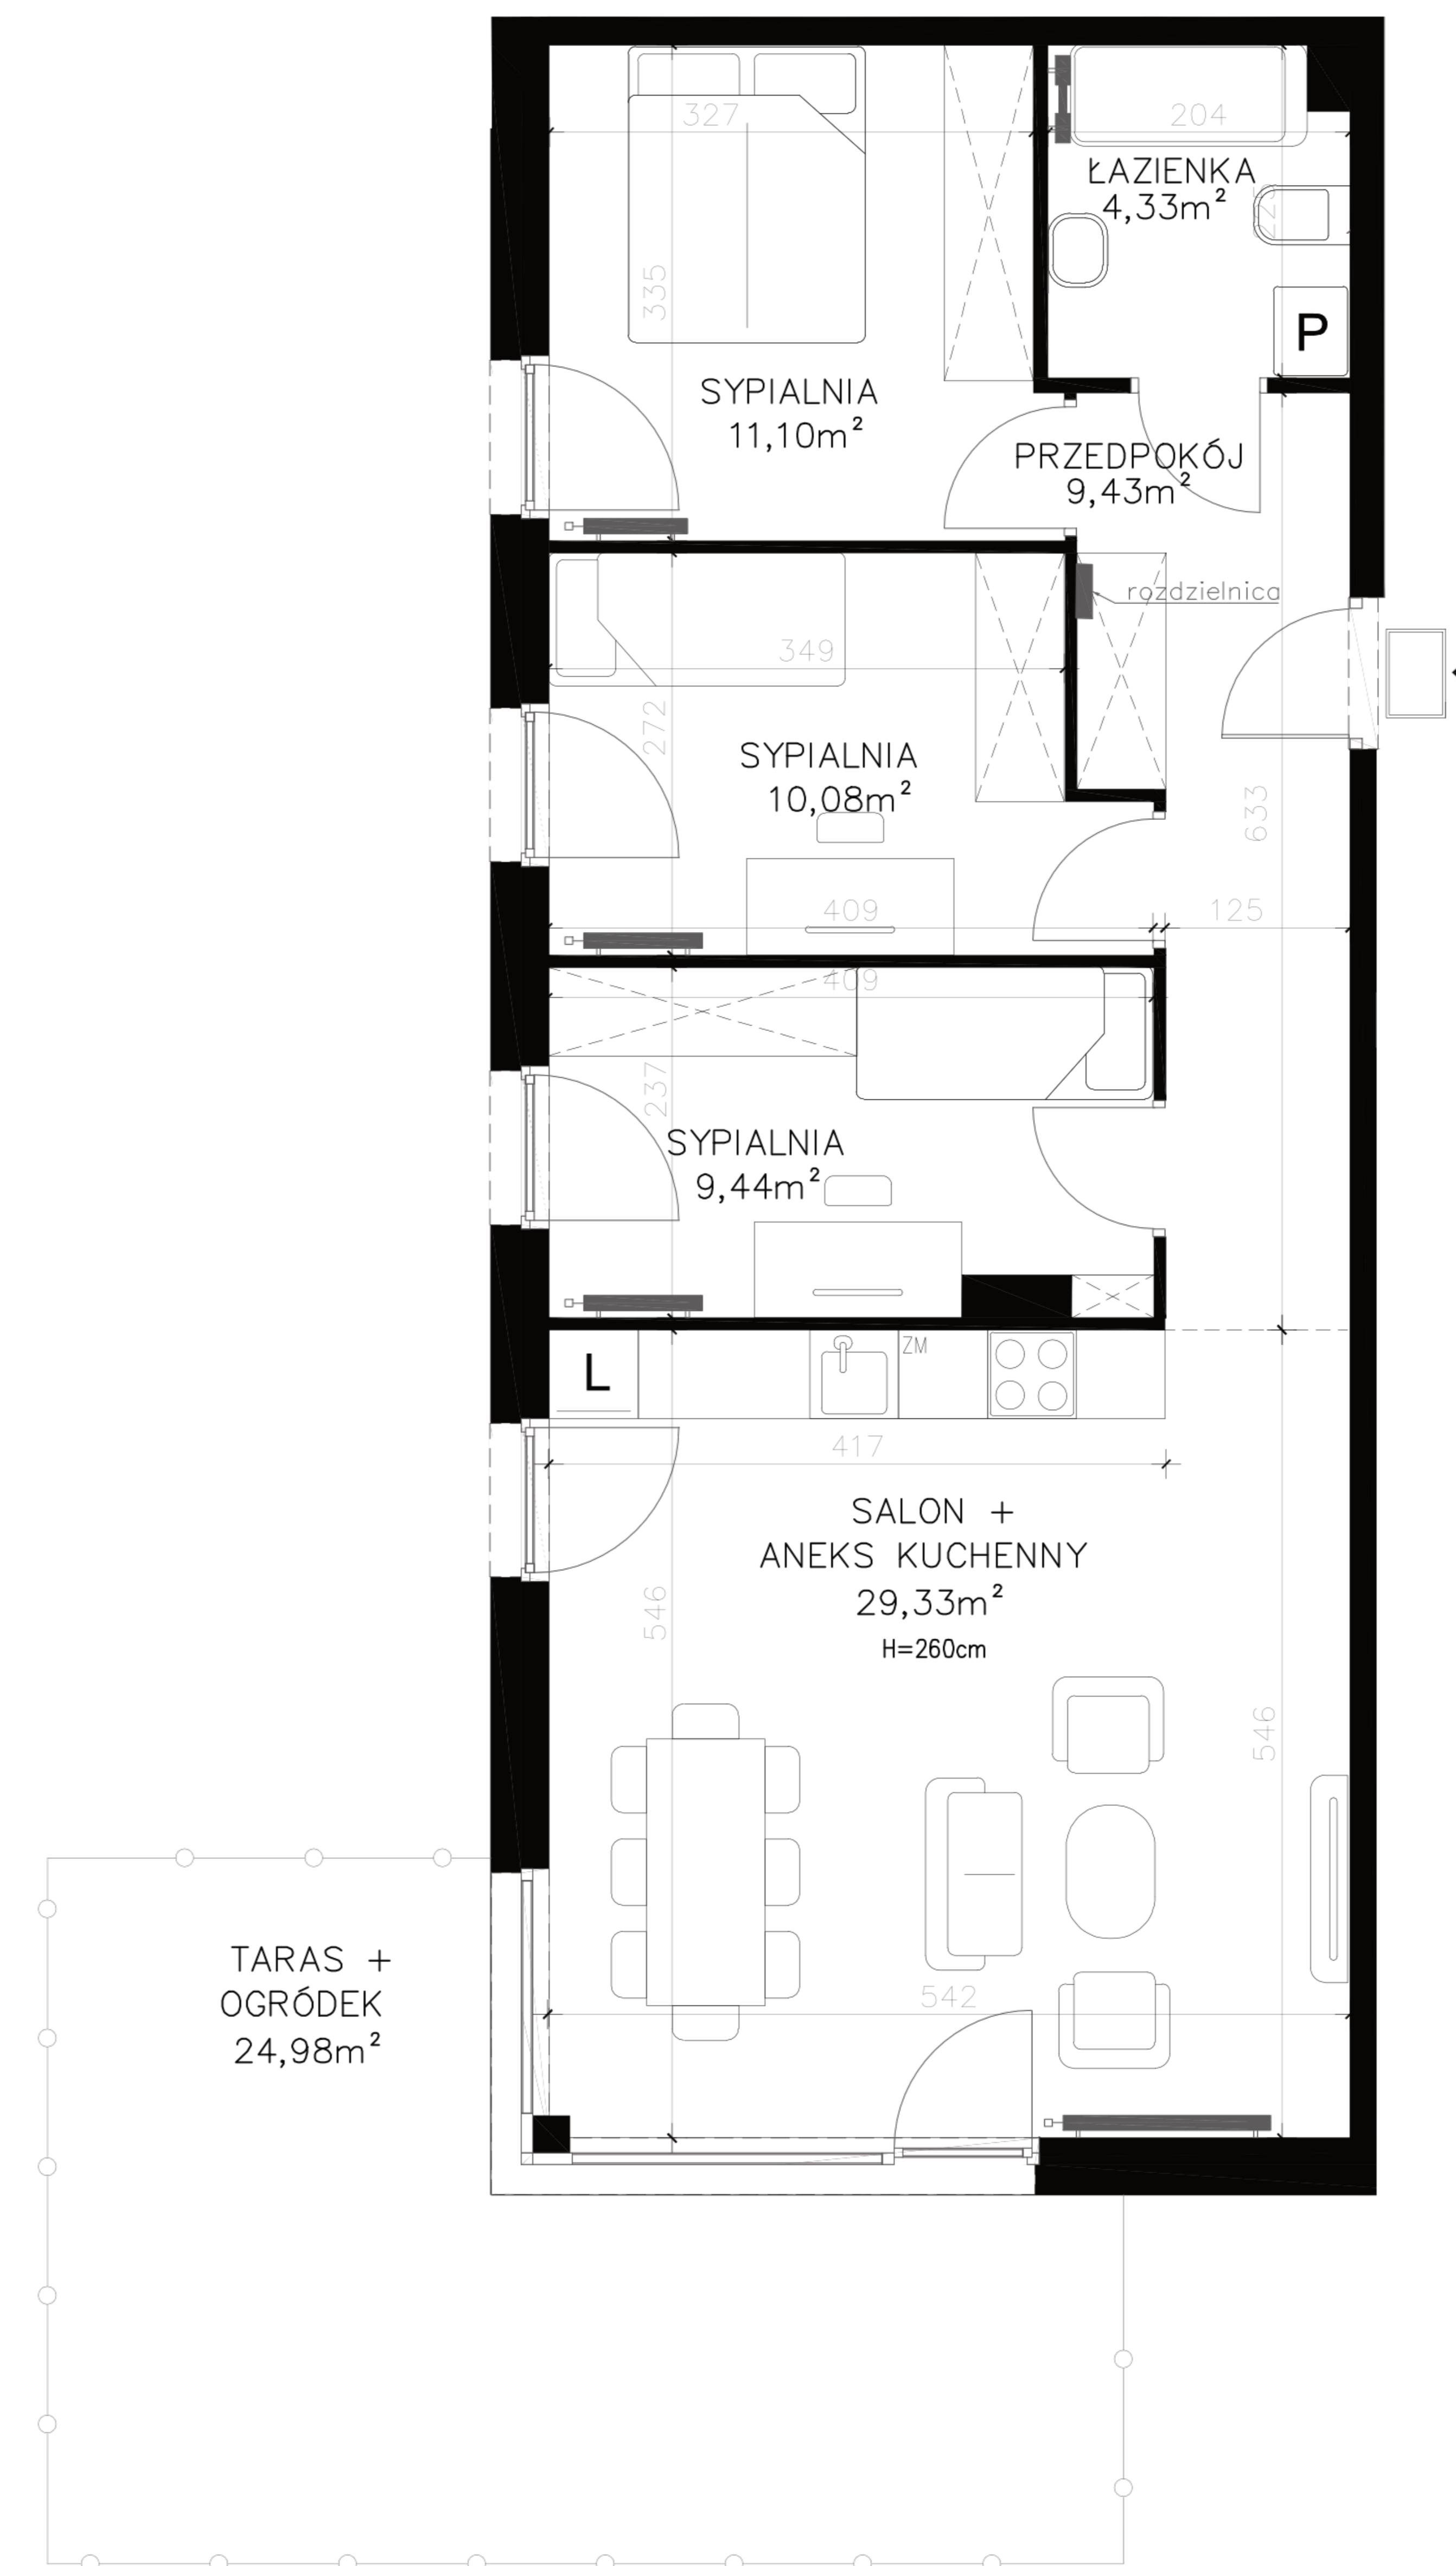 327
204
ŁAZIENKA
4,33m²
335
P
SYPIALNIA
11,10m²
PRZEDPOKÓJ
9,43m²
rozdzielnica
349
272
SYPIALNIA
10,08m²
633
409
125
409
237
SYPIALNIA
9,44m²
L
ZM
417
SALON +
ANEKS KUCHENNY
29,33m²
H=260cm
546
546
542
TARAS +
OGRÓDEK
24,98m²